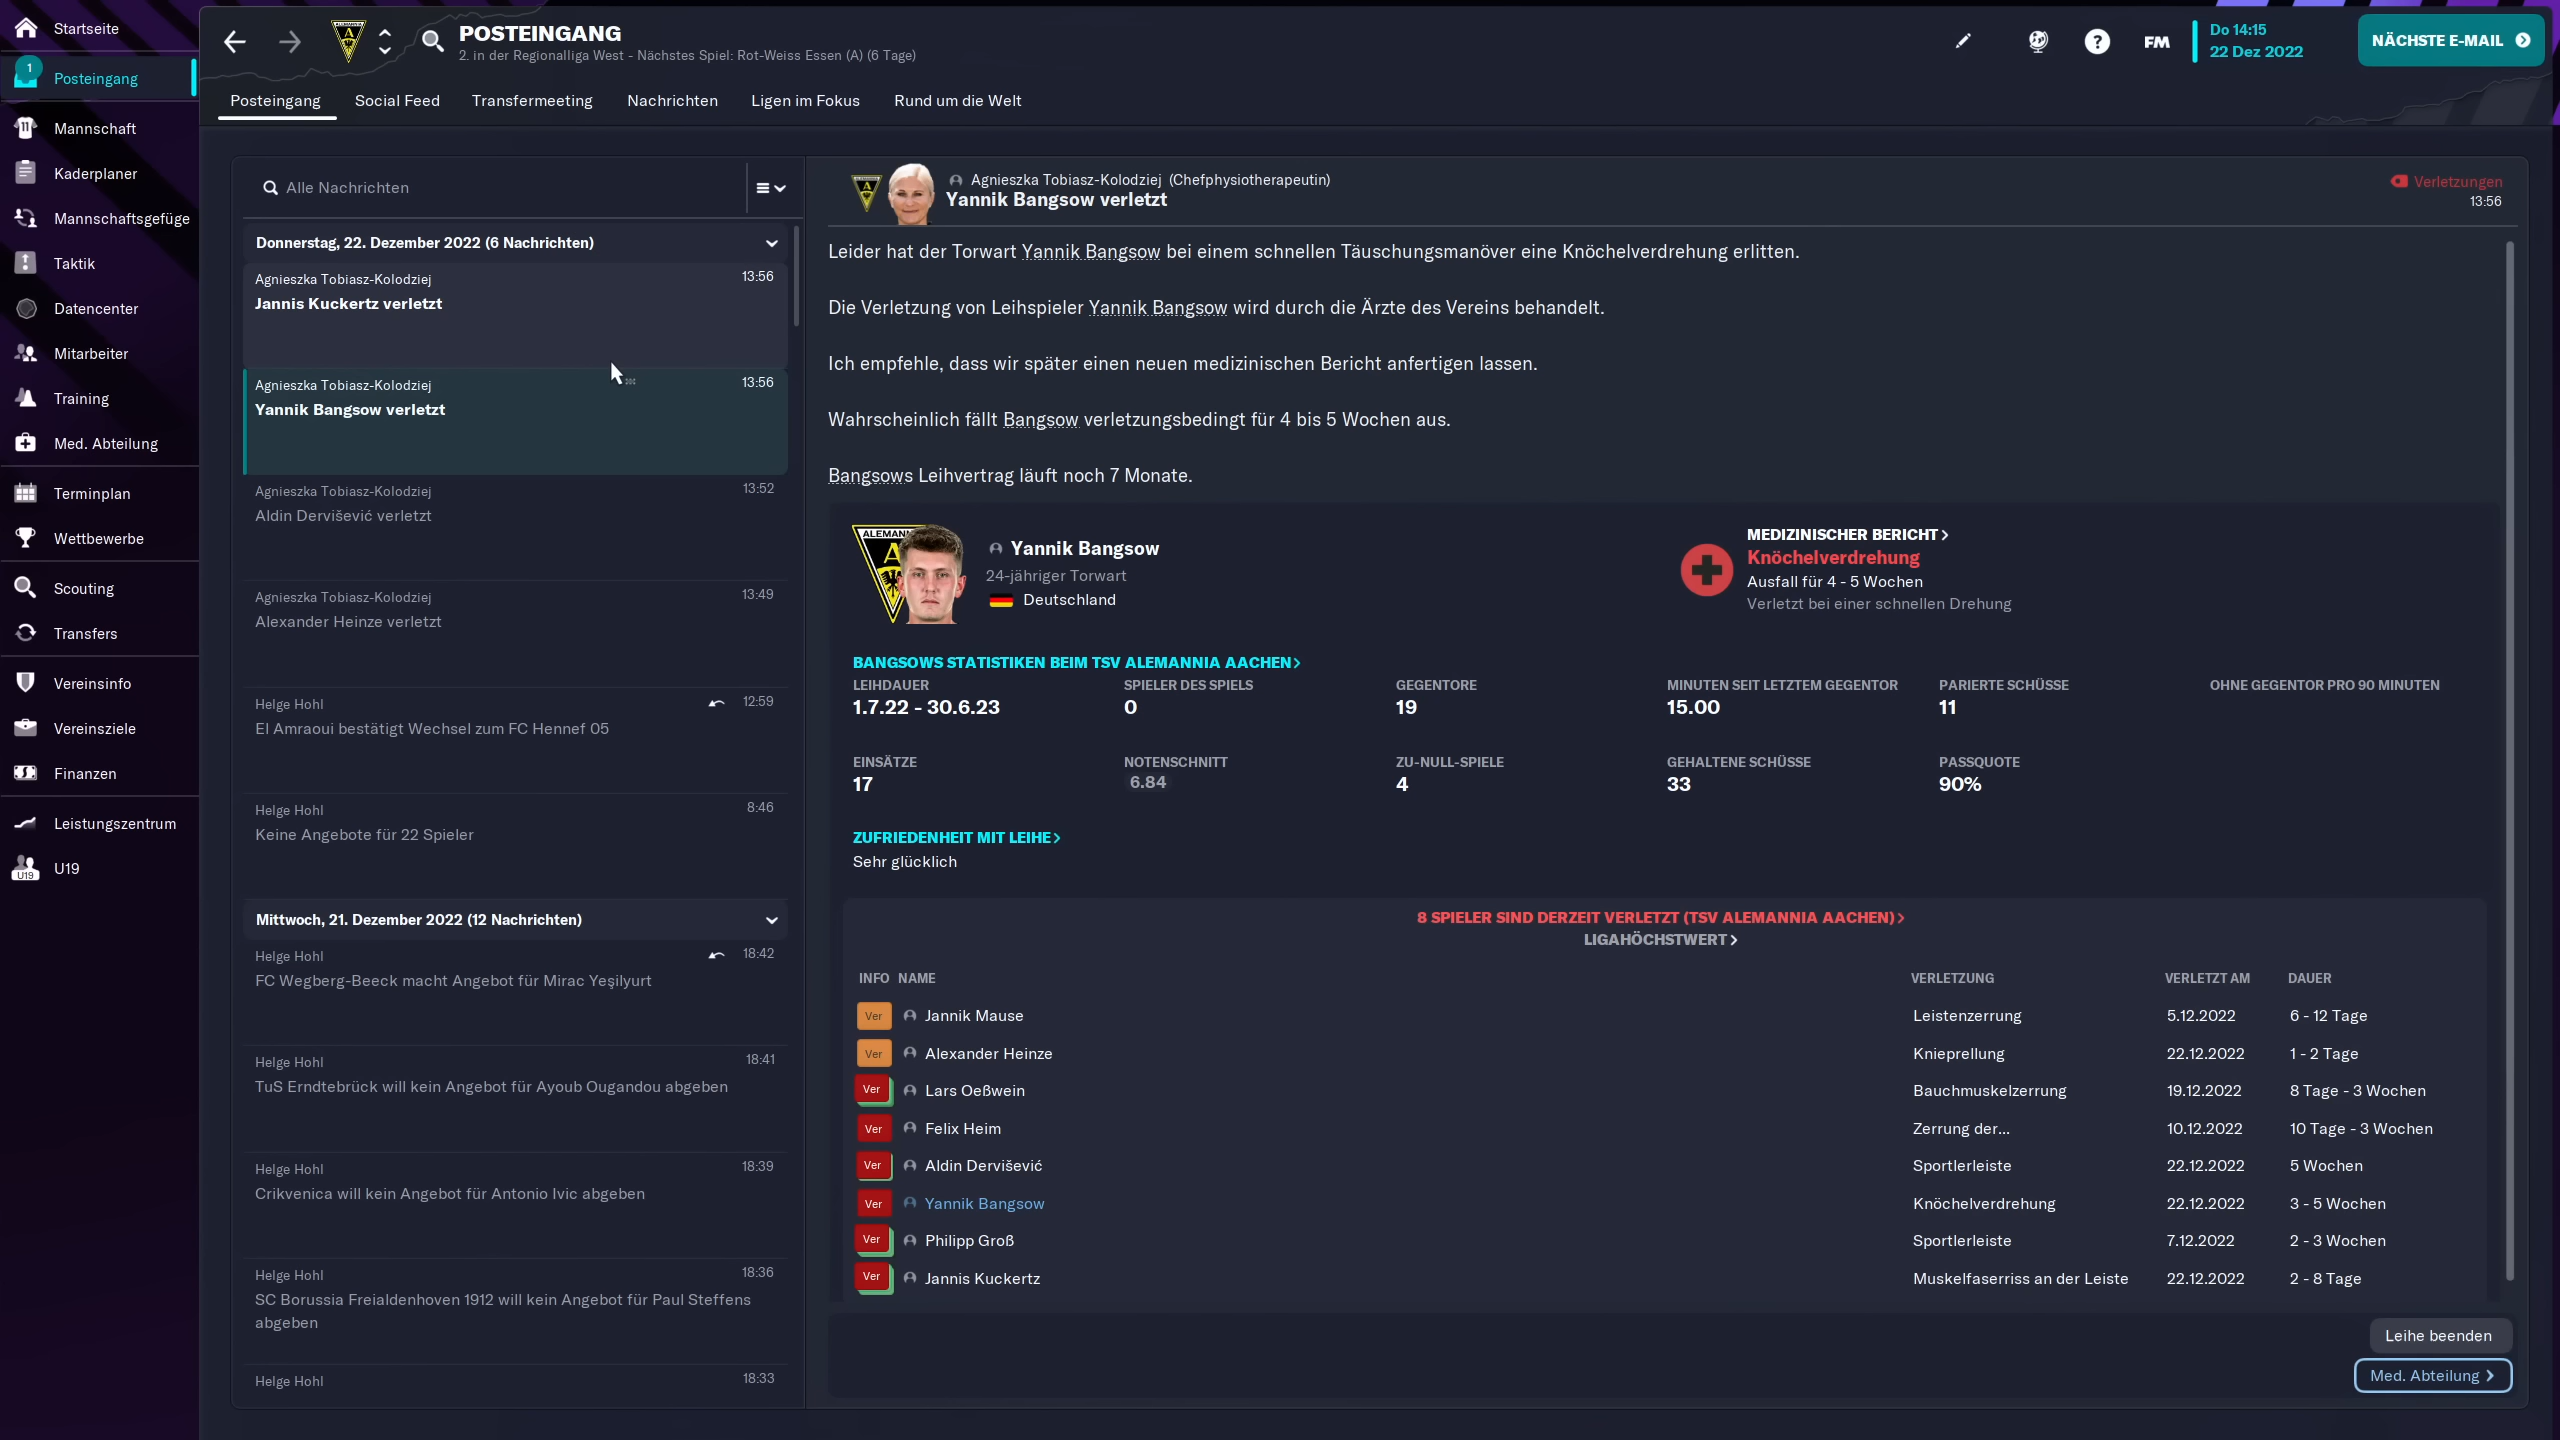 Startseite
1
Posteingang
Mannschaft
Kaderplaner
Mannschaftsgefüge
Taktik
Datencenter
Mitarbeiter
Training
Med. Abteilung
Terminplan
Wettbewerbe
Scouting
Transfers
Vereinsinfo
Vereinsziele
Finanzen
Leistungszentrum
U19
U19
POSTEINGANG
2. in der Regionalliga West - Nächstes Spiel: Rot-Weiss Essen (A) (6 Tage)
FM
Do 14:15
22 Dez 2022
NÄCHSTE E-MAIL
Posteingang Social Feed Transfermeeting Nachrichten Ligen im Fokus Rund um die Welt
Alle Nachrichten
Donnerstag, 22. Dezember 2022 (6 Nachrichten)
Agnieszka Tobiasz-Kolodziej 13:56
Jannis Kuckertz verletzt
Agnieszka Tobiasz-Kolodziej 13:56
Yannik Bangsow verletzt
Agnieszka Tobiasz-Kolodziej 13:52
Aldin Dervišević verletzt
Agnieszka Tobiasz-Kolodziej 13:49
Alexander Heinze verletzt
Helge Hohl 12:59
El Amraoui bestätigt Wechsel zum FC Hennef 05
Helge Hohl 8:46
Keine Angebote für 22 Spieler
Mittwoch, 21. Dezember 2022 (12 Nachrichten)
Helge Hohl 18:42
FC Wegberg-Beeck macht Angebot für Mirac Yeşilyurt
Helge Hohl 18:41
TuS Erndtebrück will kein Angebot für Ayoub Ougandou abgeben
Helge Hohl 18:39
Crikvenica will kein Angebot für Antonio Ivic abgeben
Helge Hohl 18:36
SC Borussia Freialdenhoven 1912 will kein Angebot für Paul Steffens
abgeben
Helge Hohl 18:33
Agnieszka Tobiasz-Kolodziej (Chefphysiotherapeutin)
Yannik Bangsow verletzt
Verletzungen
13:56
Leider hat der Torwart Yannik Bangsow bei einem schnellen Täuschungsmanöver eine Knöchelverdrehung erlitten.
Die Verletzung von Leihspieler Yannik Bangsow wird durch die Ärzte des Vereins behandelt.
Ich empfehle, dass wir später einen neuen medizinischen Bericht anfertigen lassen.
Wahrscheinlich fällt Bangsow verletzungsbedingt für 4 bis 5 Wochen aus.
Bangsows Leihvertrag läuft noch 7 Monate.
ALEMANN
A
Yannik Bangsow
24-jähriger Torwart
Deutschland
MEDIZINISCHER BERICHT
Knöchelverdrehung
Ausfall für 4 - 5 Wochen
Verletzt bei einer schnellen Drehung
BANGSOWS STATISTIKEN BEIM TSV ALEMANNIA AACHEN
LEIHDAUER SPIELER DES SPIELS GEGENTORE MINUTEN SEIT LETZTEM GEGENTOR PARIERTE SCHÜSSE OHNE GEGENTOR PRO 90 MINUTEN
1.7.22 - 30.6.23 0 19 15.00 11
EINSÄTZE NOTENSCHNITT ZU-NULL-SPIELE GEHALTENE SCHÜSSE PASSQUOTE
17 6.84 4 33 90%
ZUFRIEDENHEIT MIT LEIHE
Sehr glücklich
8 SPIELER SIND DERZEIT VERLETZT (TSV ALEMANNIA AACHEN)
LIGAHÖCHSTWERT
INFO NAME VERLETZUNG VERLETZT AM DAUER
Ver Jannik Mause Leistenzerrung 5.12.2022 6 - 12 Tage
Ver Alexander Heinze Knieprellung 22.12.2022 1 - 2 Tage
Ver Lars Oeßwein Bauchmuskelzerrung 19.12.2022 8 Tage - 3 Wochen
Ver Felix Heim Zerrung der... 10.12.2022 10 Tage - 3 Wochen
Ver Aldin Dervišević Sportlerleiste 22.12.2022 5 Wochen
Ver Yannik Bangsow Knöchelverdrehung 22.12.2022 3 - 5 Wochen
Ver Philipp Groß Sportlerleiste 7.12.2022 2 - 3 Wochen
Ver Jannis Kuckertz Muskelfaserriss an der Leiste 22.12.2022 2 - 8 Tage
Leihe beenden
Med. Abteilung